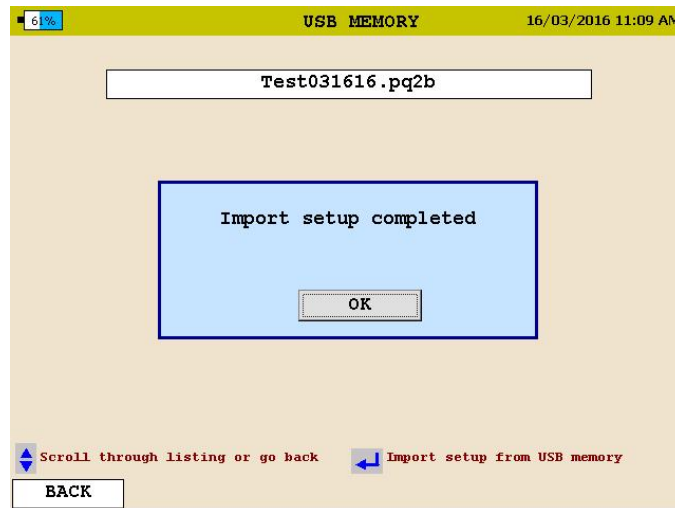 61% USB MEMORY 16/03/2016 11:09 AM
Test031616.pq2b
Import setup completed
OK
Scroll through listing or go back Import setup from USB memory
BACK